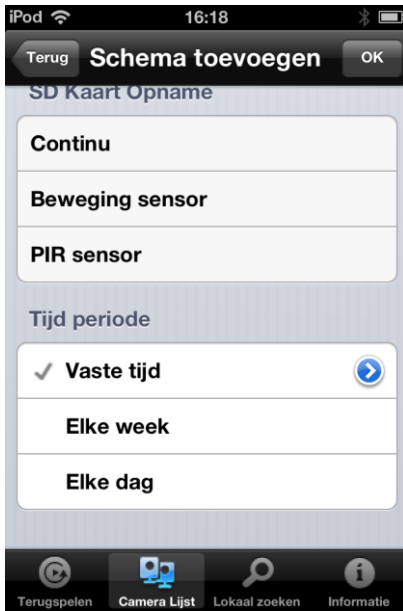 iPod 16:18
Terug Schema toevoegen OK
SD Kaart Opname
Continu
Beweging sensor
PIR sensor
Tijd periode
Vaste tijd
Elke week
Elke dag
Terugspelen Camera Lijst Lokaal zoeken Informatie